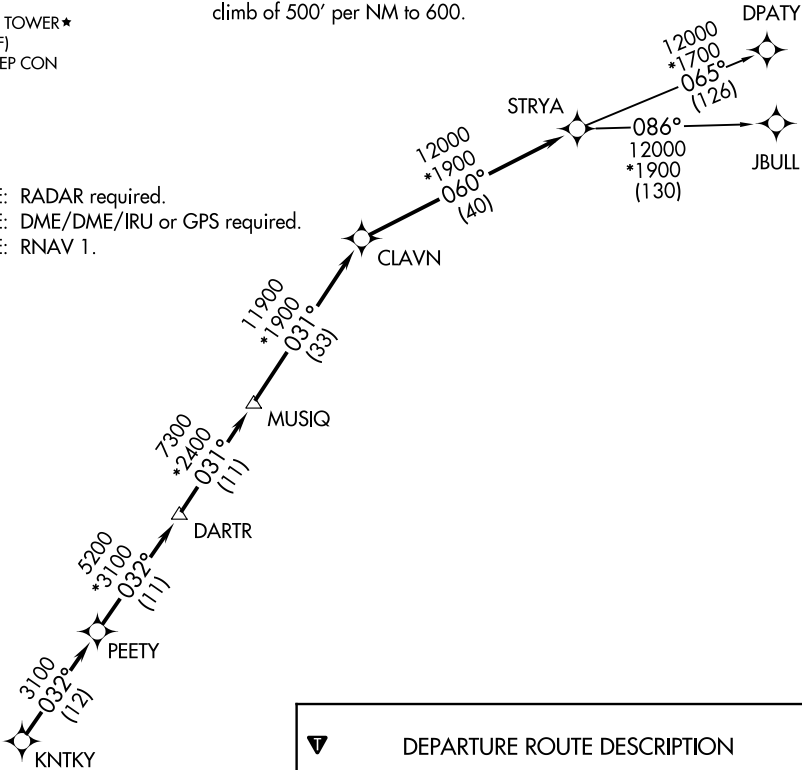 TOWER★
F)
EP CON
climb of 500' per NM to 600.
E: RADAR required.
E: DME/DME/IRU or GPS required.
E: RNAV 1.
DPATY
12000
*1700
065°
(126)
STRYA
086°
12000
*1900
(130)
JBULL
12000
*1900
060°
(40)
CLAVN
11900
*1900
031°
(33)
MUSIQ
7300
*2400
031°
(11)
DARTR
5200
*3100
032°
(11)
PEETY
3100
032°
(12)
KNTKY
T
DEPARTURE ROUTE DESCRIPTION